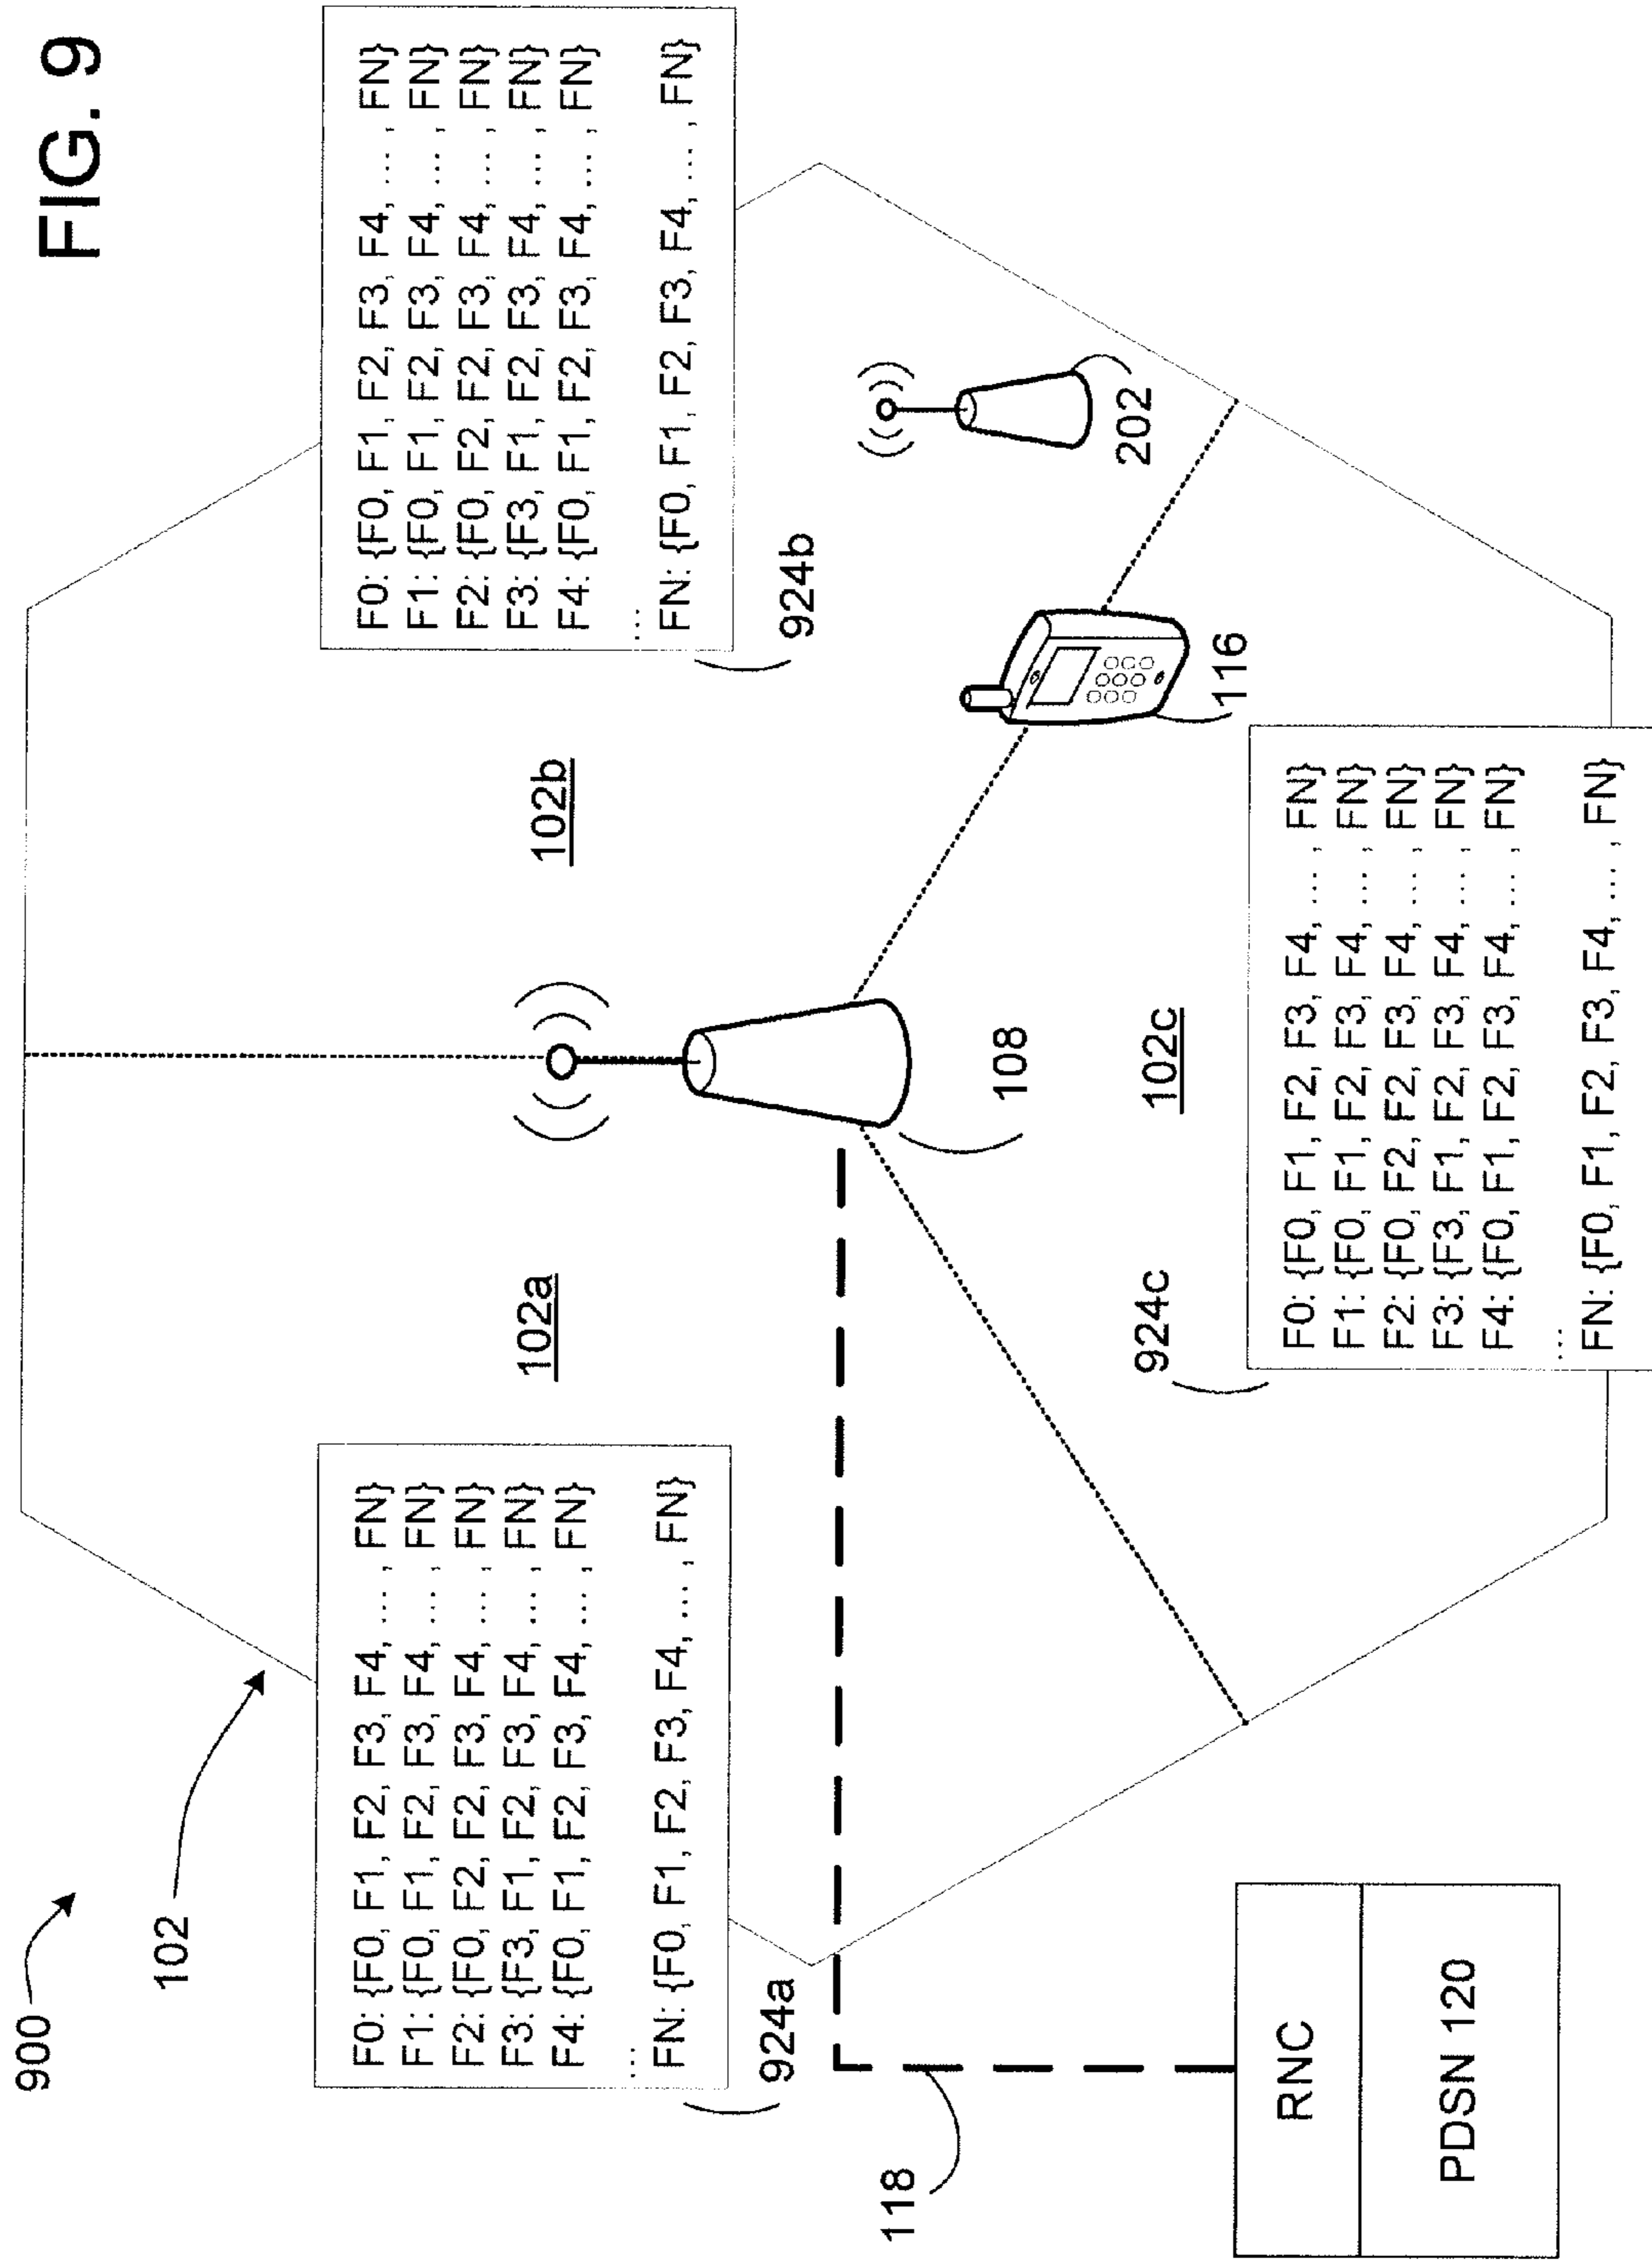 FIG. 9
900
102
F0: {F0, F1, F2, F3, F4, ... , FN}
F1: {F0, F1, F2, F3, F4, ... , FN}
F2: {F0, F2, F2, F3, F4, ... , FN}
F3: {F3, F1, F2, F3, F4, ... , FN}
F4: {F0, F1, F2, F3, F4, ... , FN}
...
FN: {F0, F1, F2, F3, F4, ... , FN}
924a
102a
102b
F0: {F0, F1, F2, F3, F4, ... , FN}
F1: {F0, F1, F2, F3, F4, ... , FN}
F2: {F0, F2, F2, F3, F4, ... , FN}
F3: {F3, F1, F2, F3, F4, ... , FN}
F4: {F0, F1, F2, F3, F4, ... , FN}
...
FN: {F0, F1, F2, F3, F4, ... , FN}
924b
118
108
202
116
924c
102c
F0: {F0, F1, F2, F3, F4, ... , FN}
F1: {F0, F1, F2, F3, F4, ... , FN}
F2: {F0, F2, F2, F3, F4, ... , FN}
F3: {F3, F1, F2, F3, F4, ... , FN}
F4: {F0, F1, F2, F3, F4, ... , FN}
...
FN: {F0, F1, F2, F3, F4, ... , FN}
RNC
PDSN 120